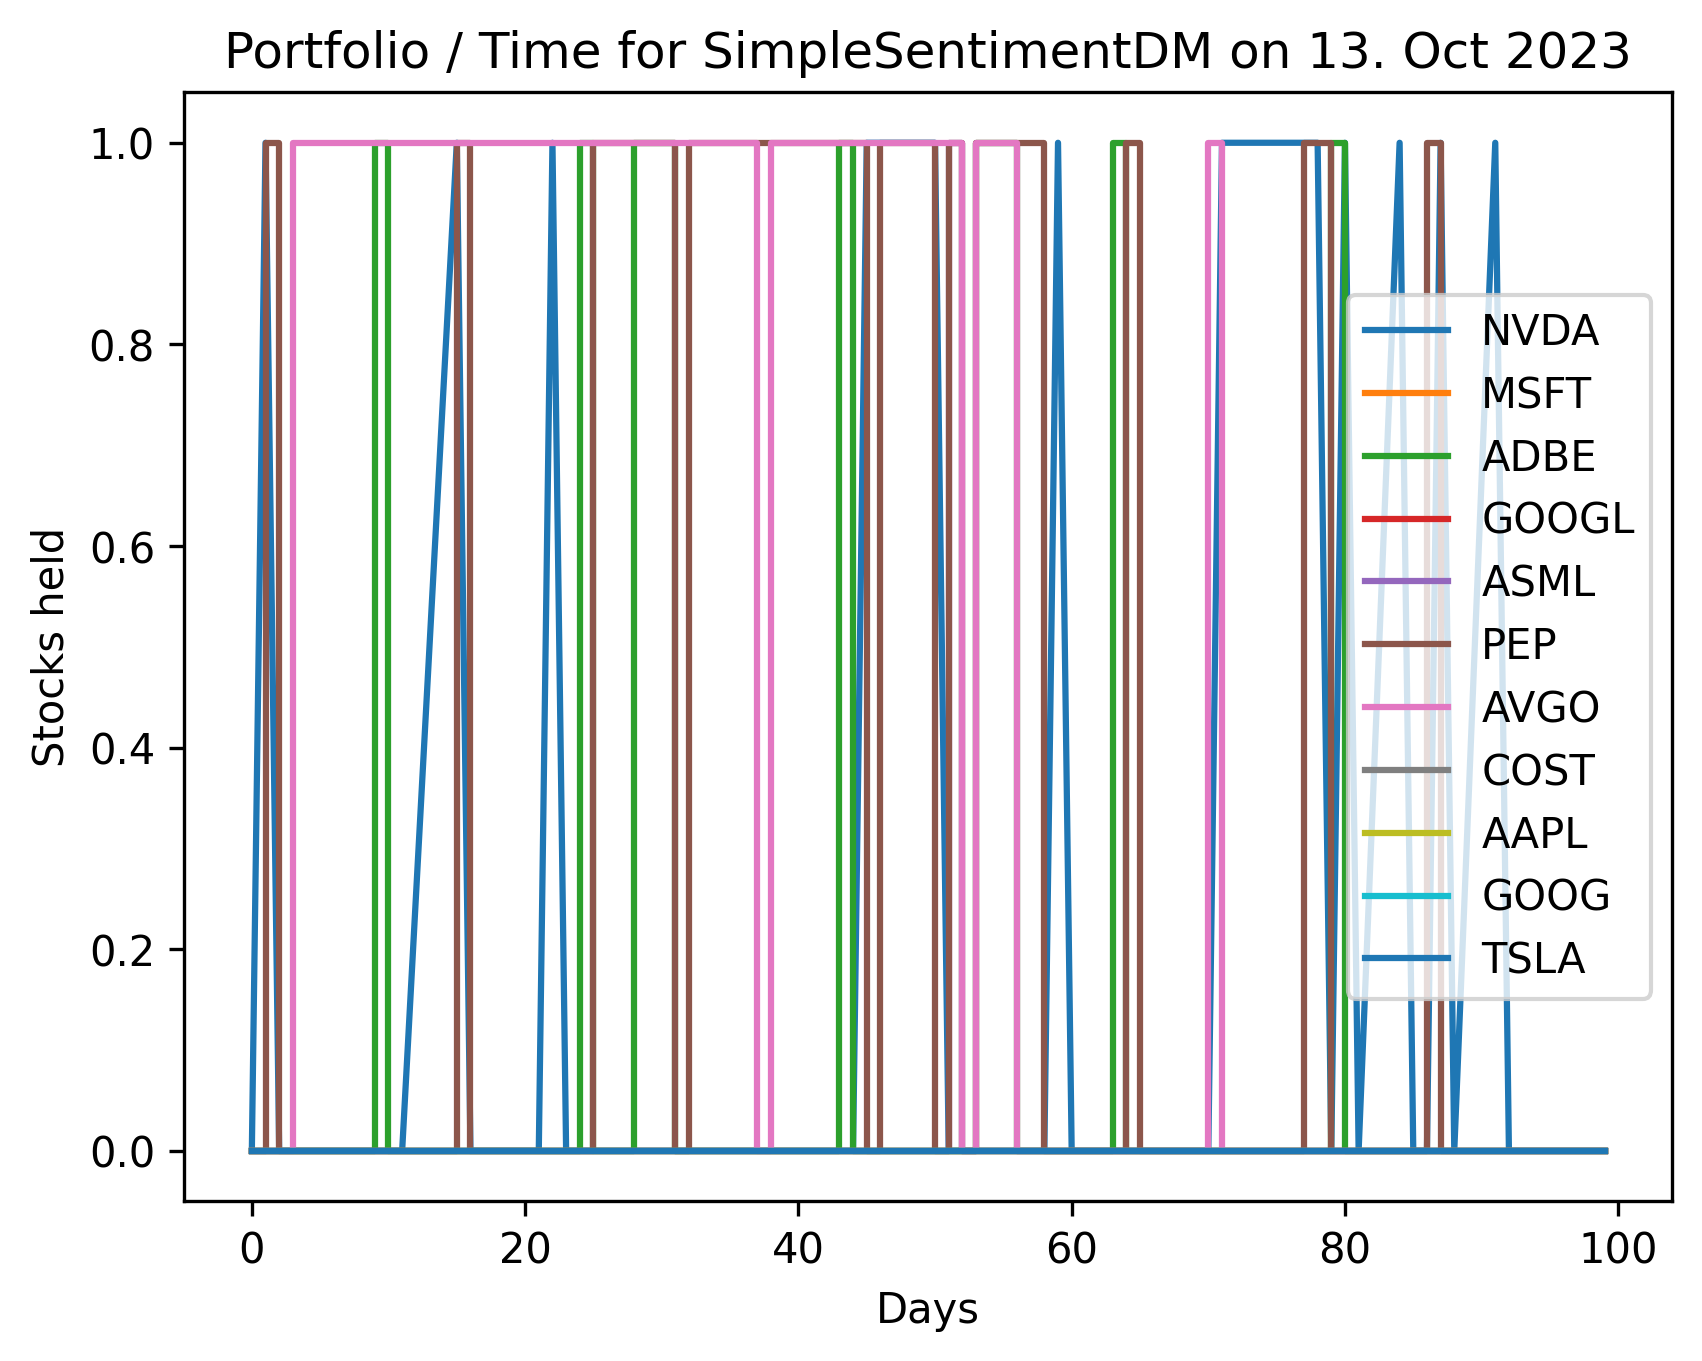 Portfolio / Time for SimpleSentimentDM on 13. Oct 2023
1.0
0.8
0.6
0.4
0.2
0.0
Stocks held
NVDA
MSFT
ADBE
GOOGL
ASML
PEP
AVGO
COST
AAPL
GOOG
TSLA
0 20 40 60 80 100
Days